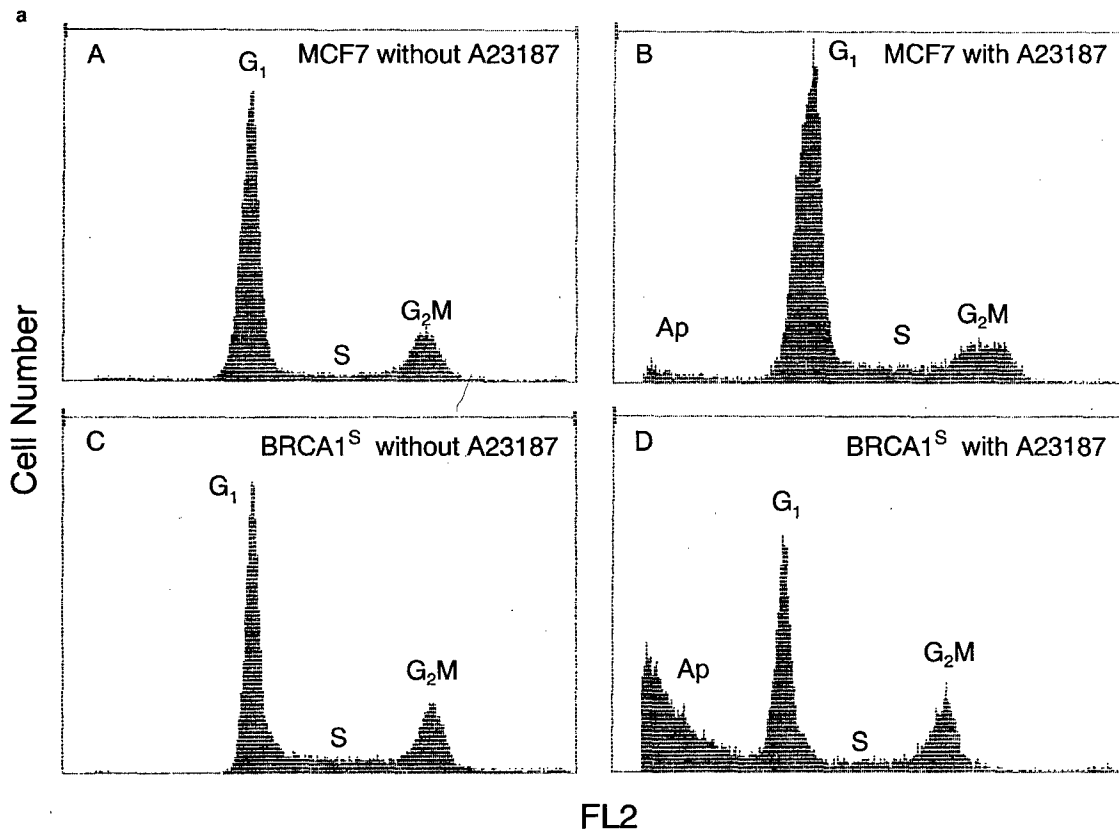 a
A
MCF7 without A23187
G₁
S
G₂M
B
MCF7 with A23187
G₁
Ap
S
G₂M
C
BRCA1ˢ without A23187
G₁
S
G₂M
D
BRCA1ˢ with A23187
G₁
Ap
S
G₂M
Cell Number
FL2